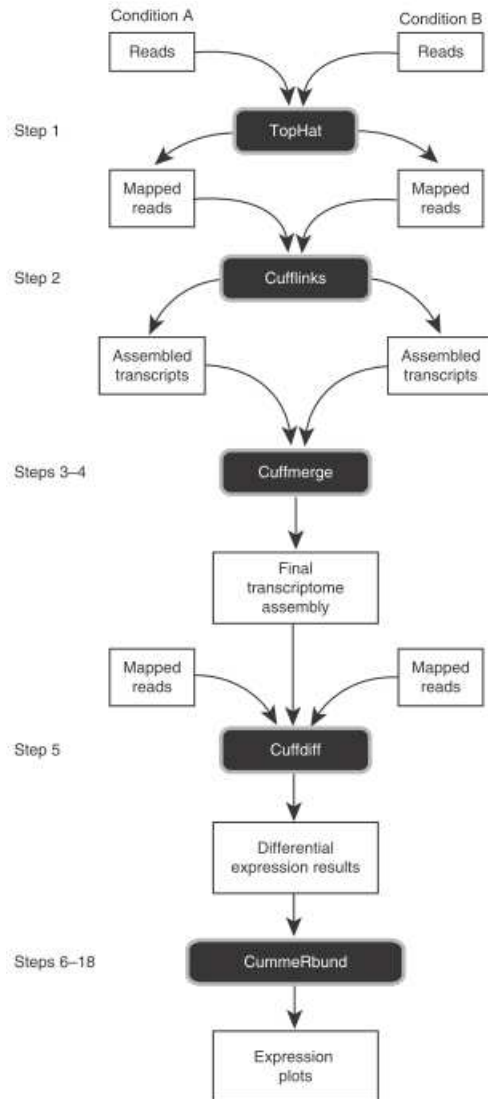 Condition A
Condition B
Reads
Reads
Step 1
TopHat
Mapped
reads
Mapped
reads
Step 2
Cufflinks
Assembled
transcripts
Assembled
transcripts
Steps 3–4
Cuffmerge
Final
transcriptome
assembly
Mapped
reads
Mapped
reads
Step 5
Cuffdiff
Differential
expression results
Steps 6–18
CummeRbund
Expression
plots